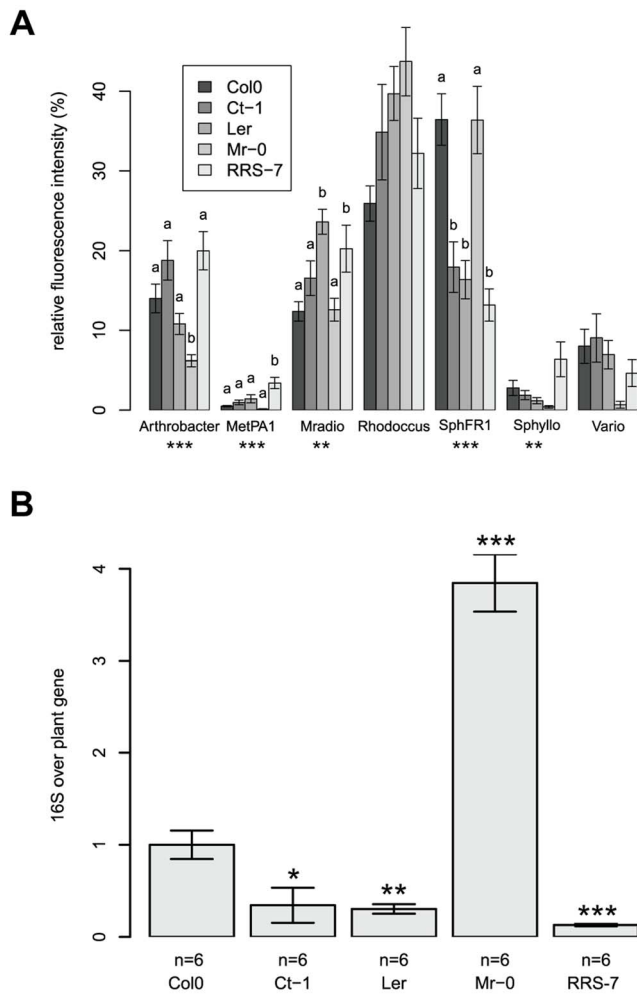 A
relative fluorescence intensity (%)
0
10
20
30
40
Col0
Ct-1
Ler
Mr-0
RRS-7
a a a b a
a a a a b
a a b a b
a b b a b
Arthrobacter MetPA1 Mradio Rhodoccus SphFR1 Sphyllo Vario
*** *** ** *** **
B
16S over plant gene
0
1
2
3
4
* ** *** ***
n=6 n=6 n=6 n=6 n=6
Col0 Ct-1 Ler Mr-0 RRS-7